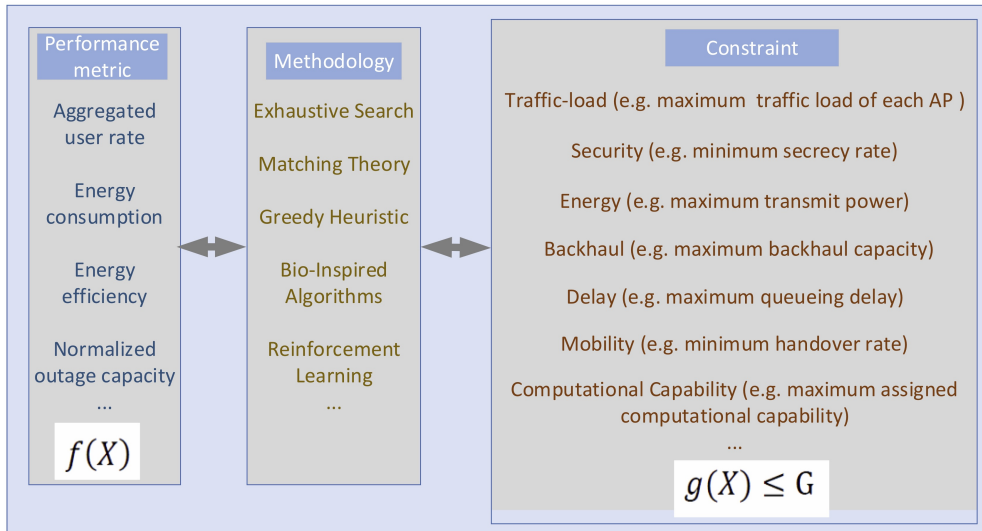 Performance
metric
Aggregated
user rate
Energy
consumption
Energy
efficiency
Normalized
outage capacity
...
f(X)
Methodology
Exhaustive Search
Matching Theory
Greedy Heuristic
Bio-Inspired
Algorithms
Reinforcement
Learning
...
Constraint
Traffic-load (e.g. maximum traffic load of each AP )
Security (e.g. minimum secrecy rate)
Energy (e.g. maximum transmit power)
Backhaul (e.g. maximum backhaul capacity)
Delay (e.g. maximum queueing delay)
Mobility (e.g. minimum handover rate)
Computational Capability (e.g. maximum assigned
computational capability)
...
g(X) ≤ G